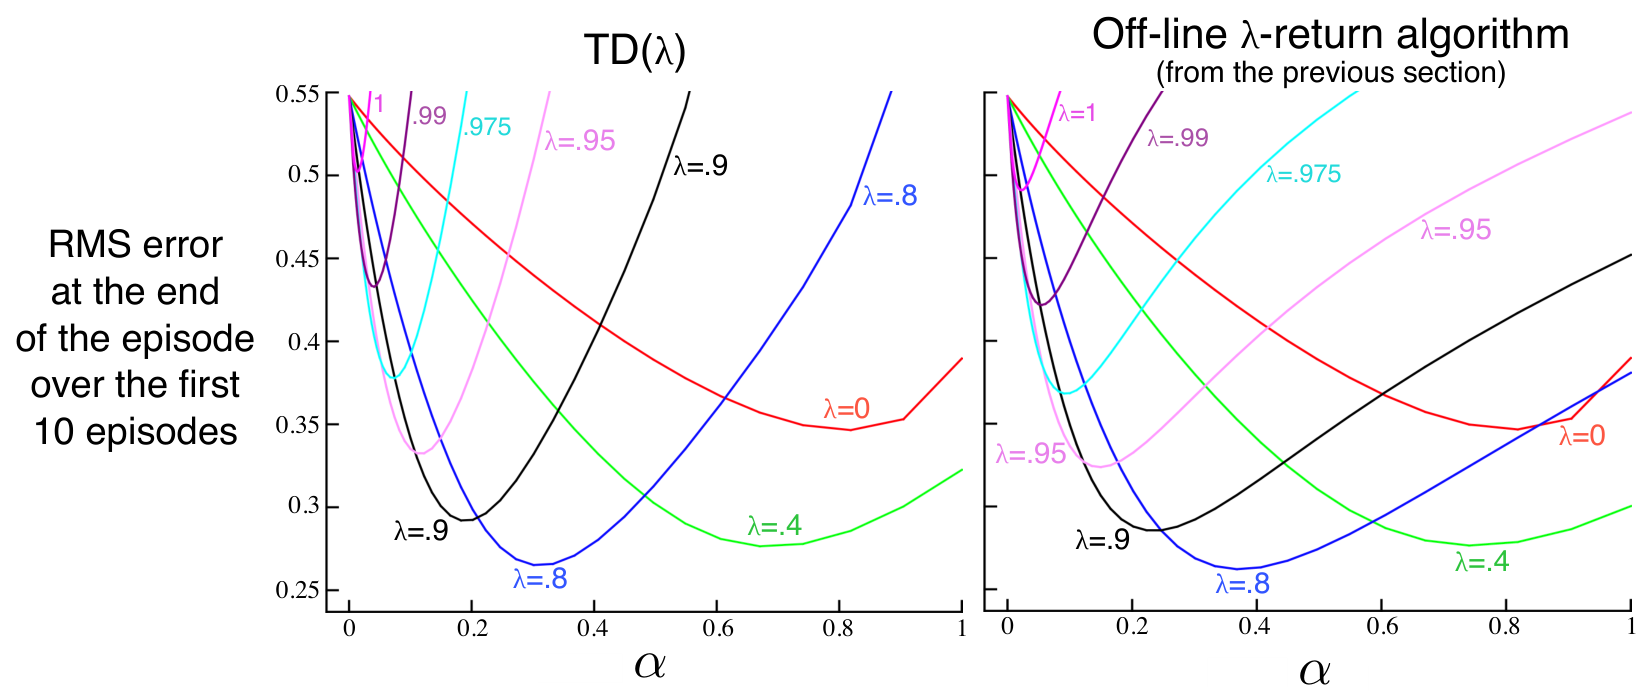 TD(λ)
Off-line λ-return algorithm
(from the previous section)
RMS error
at the end
of the episode
over the first
10 episodes
0.55
0.5
0.45
0.4
0.35
0.3
0.25
1
.99
.975
λ=.95
λ=.9
λ=.8
λ=0
λ=.4
λ=.9
λ=.8
0
0.2
0.4
0.6
0.8
1
α
λ=1
λ=.99
λ=.975
λ=.95
λ=.95
λ=0
λ=.9
λ=.4
λ=.8
0
0.2
0.4
0.6
0.8
1
α